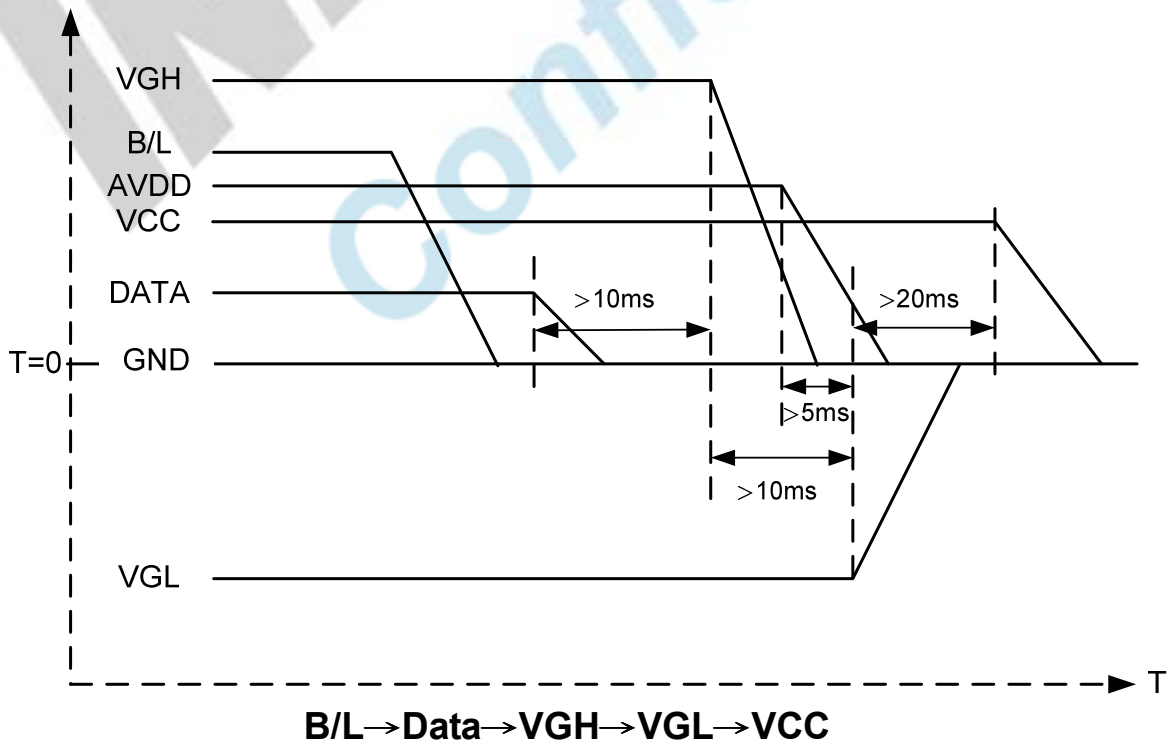 VGH
B/L
AVDD
VCC
DATA
>10ms
>20ms
T=0
GND
>5ms
>10ms
VGL
T
B/L→Data→VGH→VGL→VCC